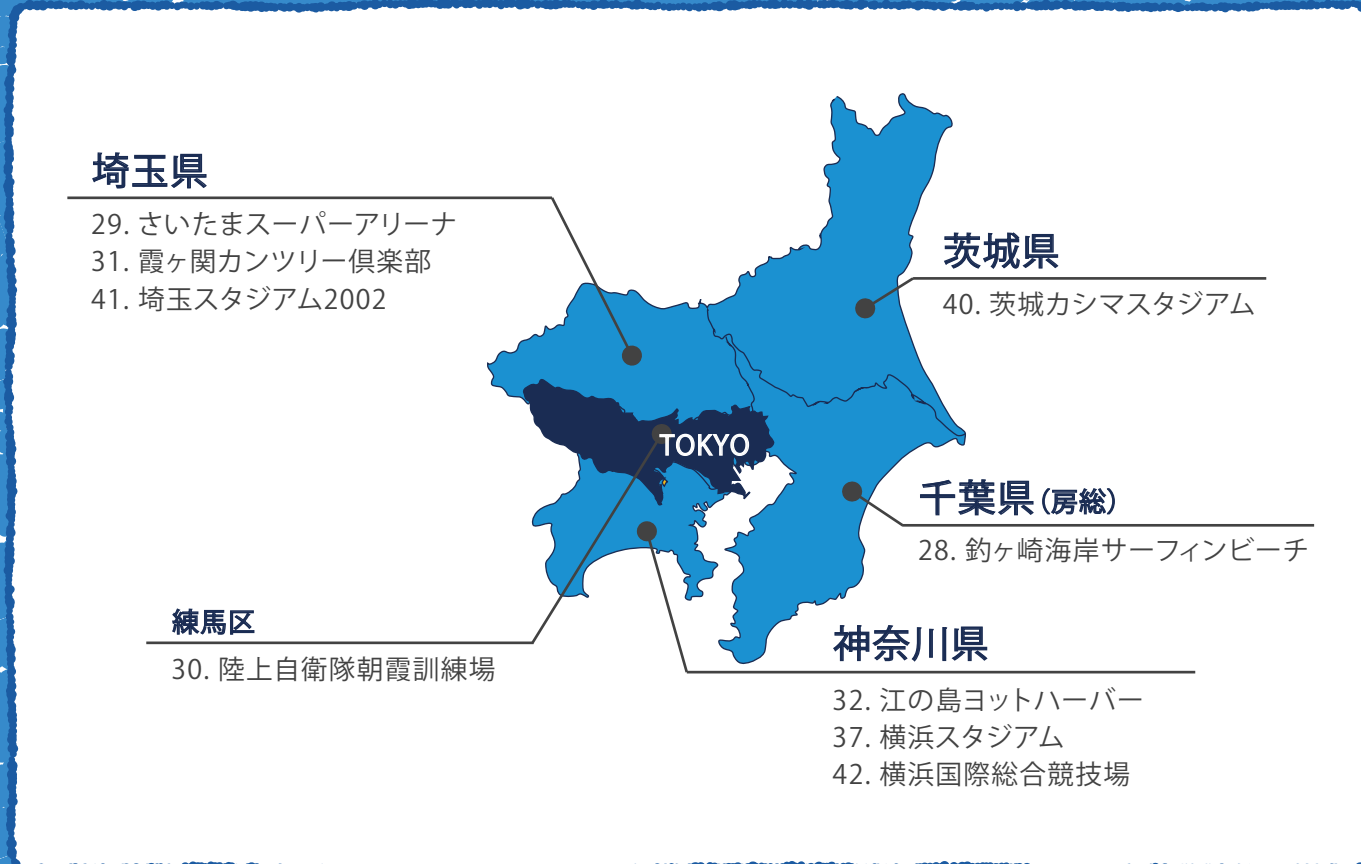 埼玉県
29. さいたまスーパーアリーナ
31. 霞ヶ関カンツリー倶楽部
41. 埼玉スタジアム2002
茨城県
40. 茨城カシマスタジアム
TOKYO
千葉県（房総）
28. 釣ヶ崎海岸サーフィンビーチ
練馬区
30. 陸上自衛隊朝霞訓練場
神奈川県
32. 江の島ヨットハーバー
37. 横浜スタジアム
42. 横浜国際総合競技場